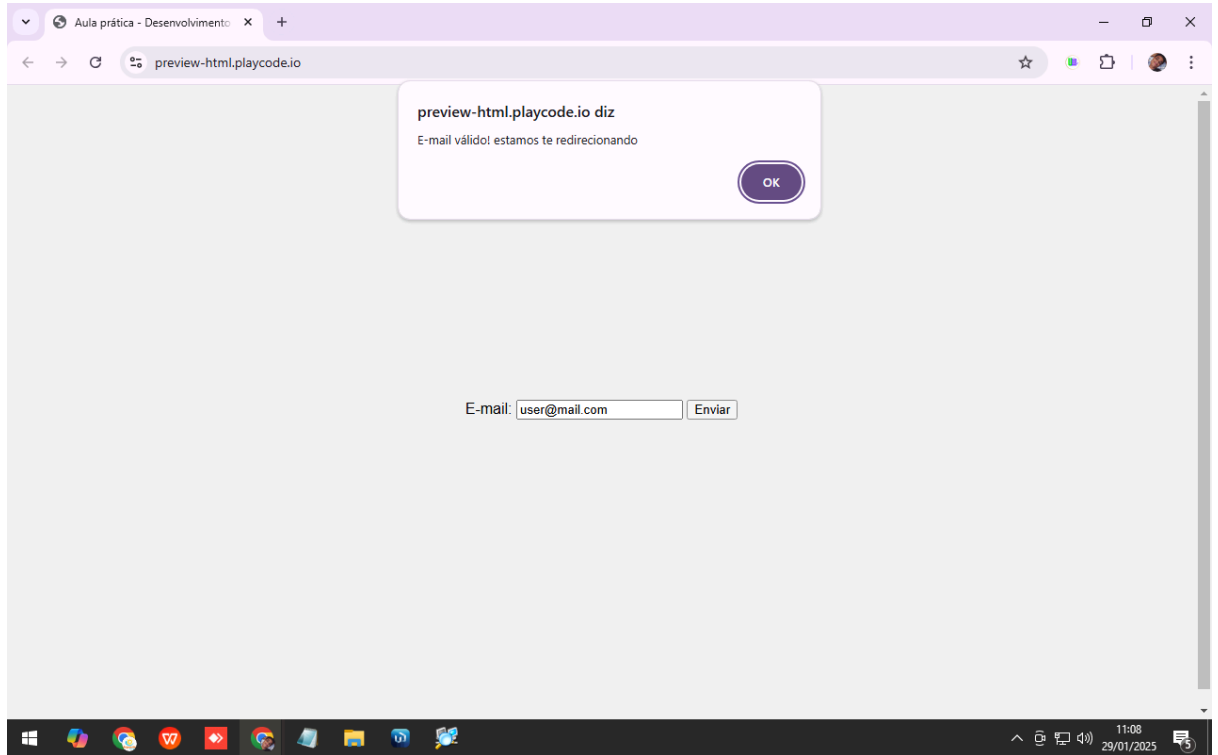 Aula prática - Desenvolvimento
preview-html.playcode.io
preview-html.playcode.io diz
E-mail válido! estamos te redirecionando
OK
E-mail: user@mail.com Enviar
11:08
29/01/2025
5